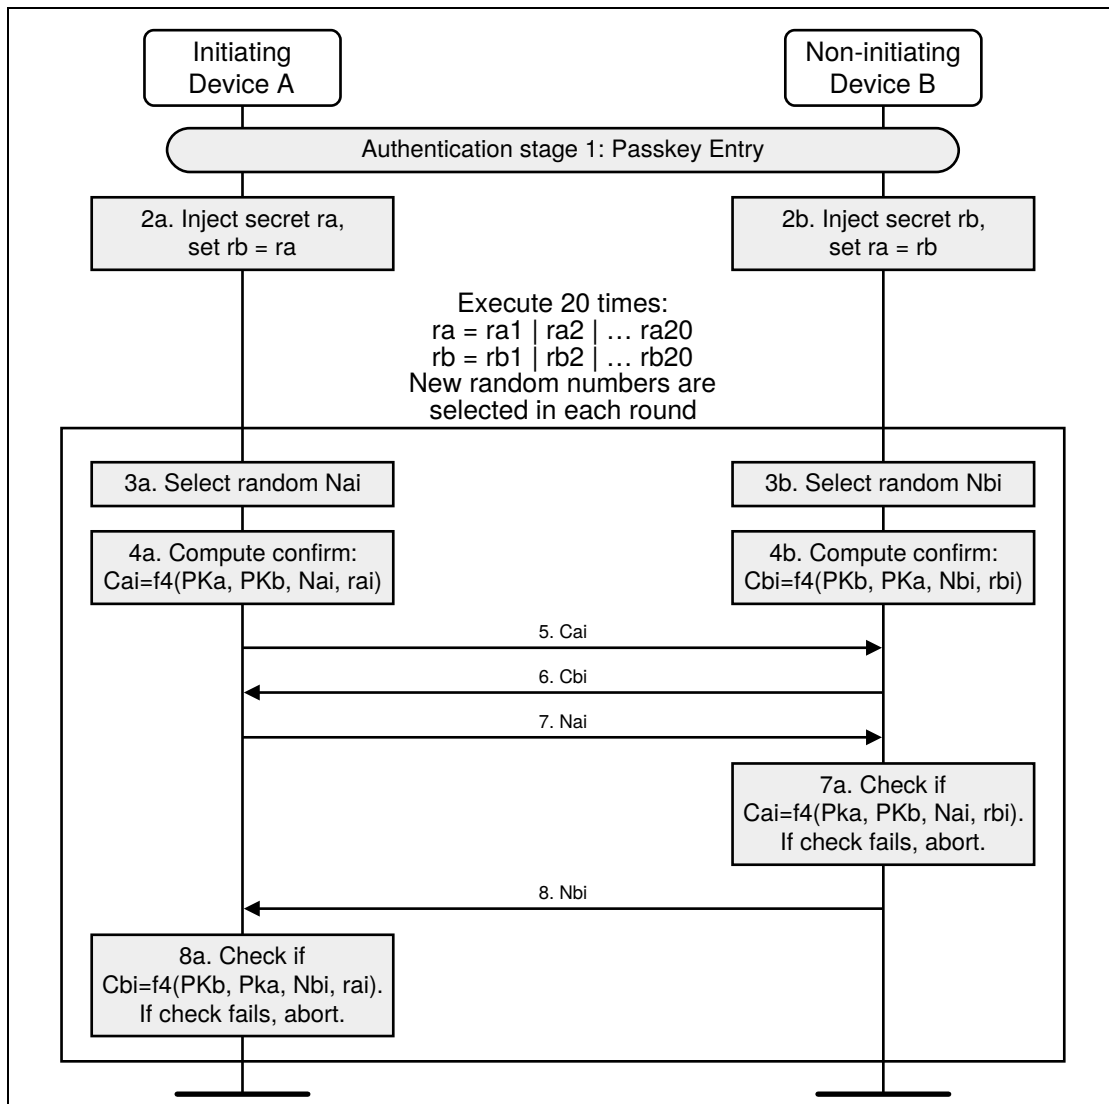 Initiating
Device A
Non-initiating
Device B
Authentication stage 1: Passkey Entry
2a. Inject secret ra,
set rb = ra
2b. Inject secret rb,
set ra = rb
Execute 20 times:
ra = ra1 | ra2 | … ra20
rb = rb1 | rb2 | … rb20
New random numbers are
selected in each round
3a. Select random Nai
3b. Select random Nbi
4a. Compute confirm:
Cai=f4(PKa, PKb, Nai, rai)
4b. Compute confirm:
Cbi=f4(PKb, PKa, Nbi, rbi)
5. Cai
6. Cbi
7. Nai
7a. Check if
Cai=f4(Pka, PKb, Nai, rbi).
If check fails, abort.
8. Nbi
8a. Check if
Cbi=f4(PKb, Pka, Nbi, rai).
If check fails, abort.